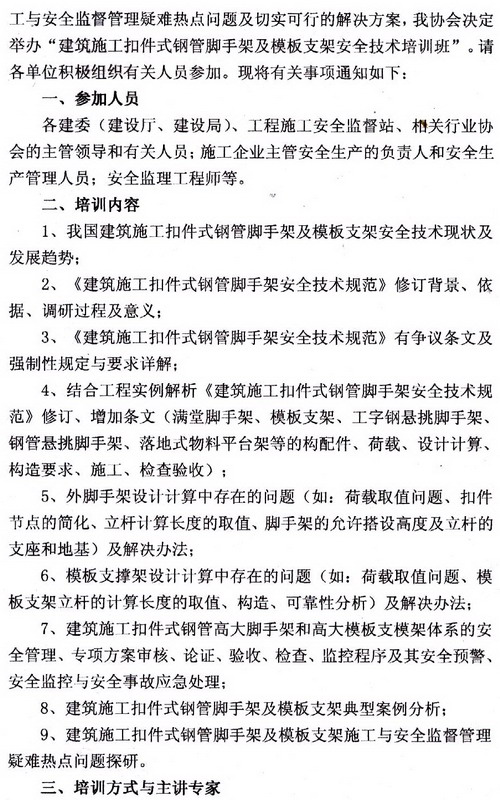 工与安全监督管理疑难热点问题及切实可行的解决方案，我协会决定
举办“建筑施工扣件式钢管脚手架及模板支架安全技术培训班”。请
各单位积极组织有关人员参加。现将有关事项通知如下：
一、参加人员
各建委（建设厅、建设局）、工程施工安全监督站、相关行业协
会的主管领导和有关人员；施工企业主管安全生产的负责人和安全生
产管理人员；安全监理工程师等。
二、培训内容
1、我国建筑施工扣件式钢管脚手架及模板支架安全技术现状及
发展趋势；
2、《建筑施工扣件式钢管脚手架安全技术规范》修订背景、依
据、调研过程及意义；
3、《建筑施工扣件式钢管脚手架安全技术规范》有争议条文及
强制性规定与要求详解；
4、结合工程实例解析《建筑施工扣件式钢管脚手架安全技术规
范》修订、增加条文（满堂脚手架、模板支架、工字钢悬挑脚手架、
钢管悬挑脚手架、落地式物料平台架等的构配件、荷载、设计计算、
构造要求、施工、检查验收）；
5、外脚手架设计计算中存在的问题（如：荷载取值问题、扣件
节点的简化、立杆计算长度的取值、脚手架的允许搭设高度及立杆的
支座和地基）及解决办法；
6、模板支撑架设计计算中存在的问题（如：荷载取值问题、模
板支架立杆的计算长度的取值、构造、可靠性分析）及解决办法；
7、建筑施工扣件式钢管高大脚手架和高大模板支模架体系的安
全管理、专项方案审核、论证、验收、检查、监控程序及其安全预警、
安全监控与安全事故应急处理；
8、建筑施工扣件式钢管脚手架及模板支架典型案例分析；
9、建筑施工扣件式钢管脚手架及模板支架施工与安全监督管理
疑难热点问题探研。
三、培训方式与主讲专家